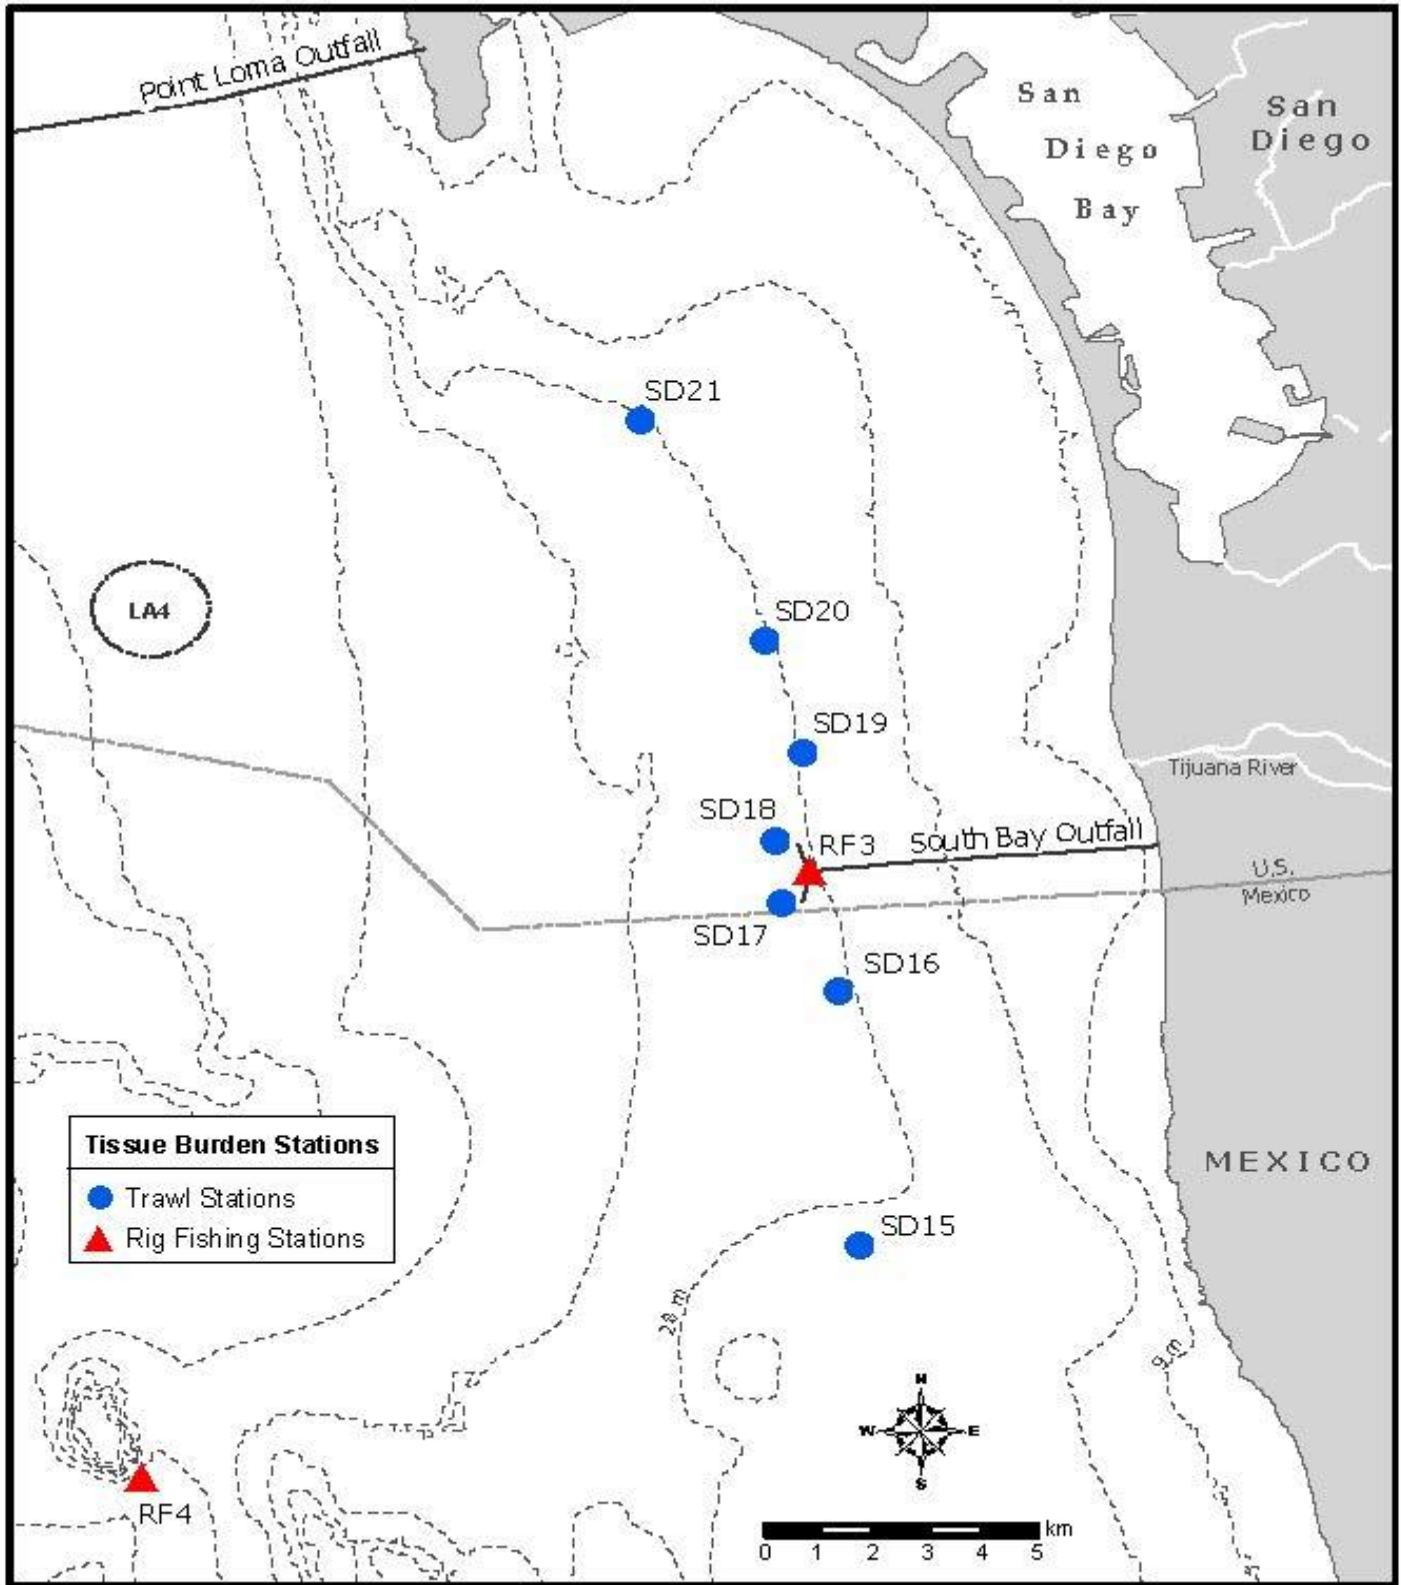 Point Loma Outfall
San
Diego
Bay
San
Diego
SD21
LA4
SD20
SD19
Tijuana River
SD18
RF3
South Bay Outfall
U.S.
Mexico
SD17
SD16
MEXICO
Tissue Burden Stations
Trawl Stations
Rig Fishing Stations
SD15
28 m
9 m
N
W
E
S
RF4
km
0 1 2 3 4 5